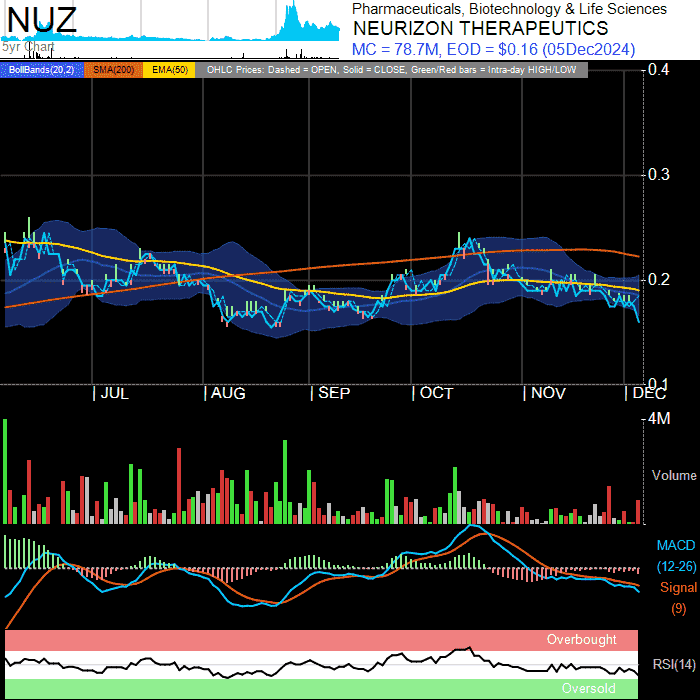 NUZ
Pharmaceuticals, Biotechnology & Life Sciences
NEURIZON THERAPEUTICS
5yr Chart
MC = 78.7M, EOD = $0.16 (05Dec2024)
BollBands(20,2) SMA(200) EMA(50) OHLC Prices: Dashed = OPEN, Solid = CLOSE, Green/Red bars = Intra-day HIGH/LOW
0.4
0.3
0.2
0.1
| JUL | AUG | SEP | OCT | NOV | DEC
4M
Volume
MACD
(12-26)
Signal
(9)
Overbought
RSI(14)
Oversold